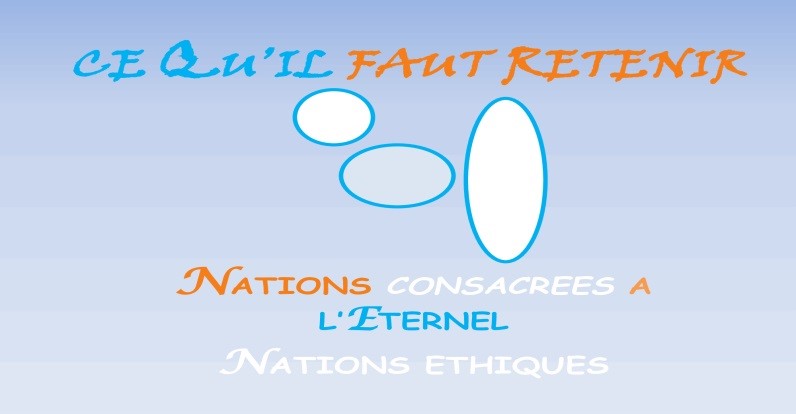 CE QU'IL FAUT RETENIR
NATIONS CONSACREES A
L'ETERNEL
NATIONS ETHIQUES